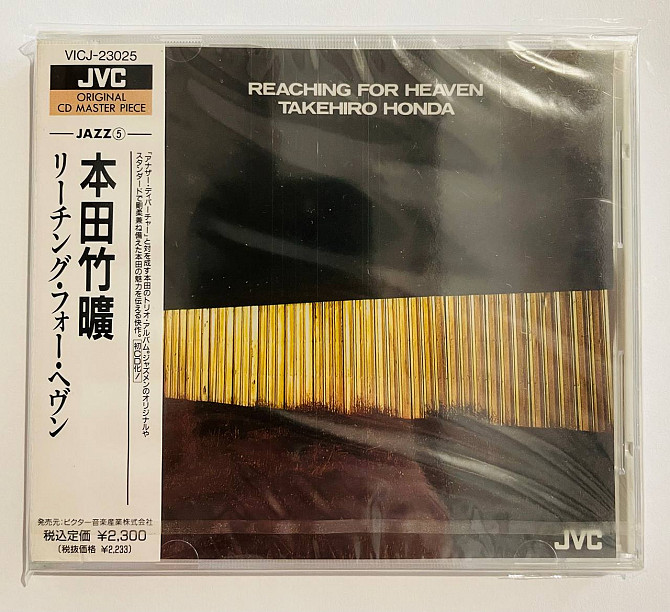 VICJ-23025
JVC
ORIGINAL
CD MASTER PIECE
JAZZ⑤
本田竹曠
リーチング・フォー・ヘヴン
「アナザー・ディパーチャー」と対を成す本田のトリオ・アルバム。ジャズメンのオリジナルや
スタンダードで剛柔兼ね備えた本田の魅力を伝える快作。初CD化!
発売元:ビクター音楽産業株式会社
税込定価 ¥2,300
(税抜価格 ¥2,233)
REACHING FOR HEAVEN
TAKEHIRO HONDA
JVC